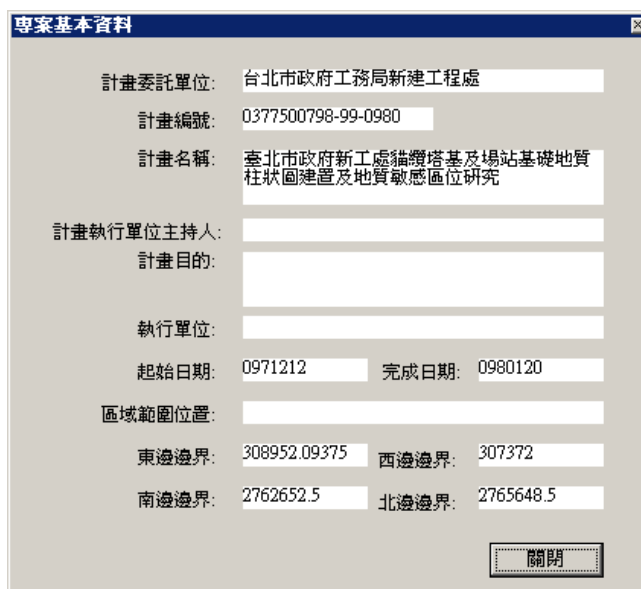 專案基本資料
計畫委託單位: 台北市政府工務局新建工程處
計畫編號: 0377500798-99-0980
計畫名稱: 臺北市政府新工處貓纜塔基及場站基礎地質
柱狀圖建置及地質敏感區位研究
計畫執行單位主持人:
計畫目的:
執行單位:
起始日期: 0971212 完成日期: 0980120
區域範圍位置:
東邊邊界: 308952.09375 西邊邊界: 307372
南邊邊界: 2762652.5 北邊邊界: 2765648.5
關閉